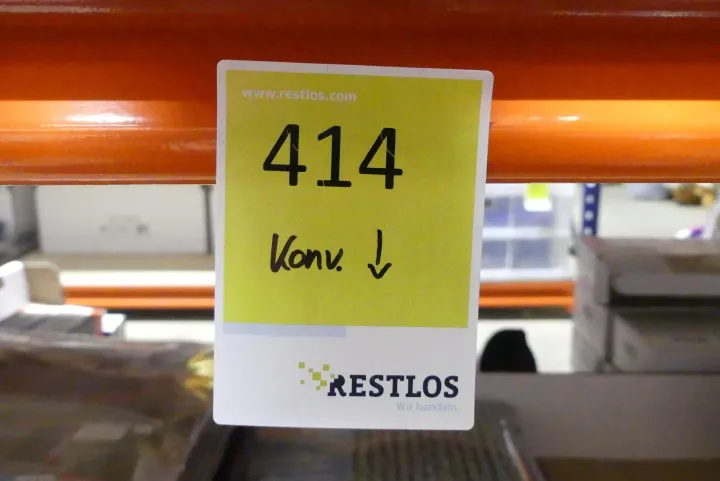 www.restlos.com
414
Konv. ↓
RESTLOS
Wir handeln.